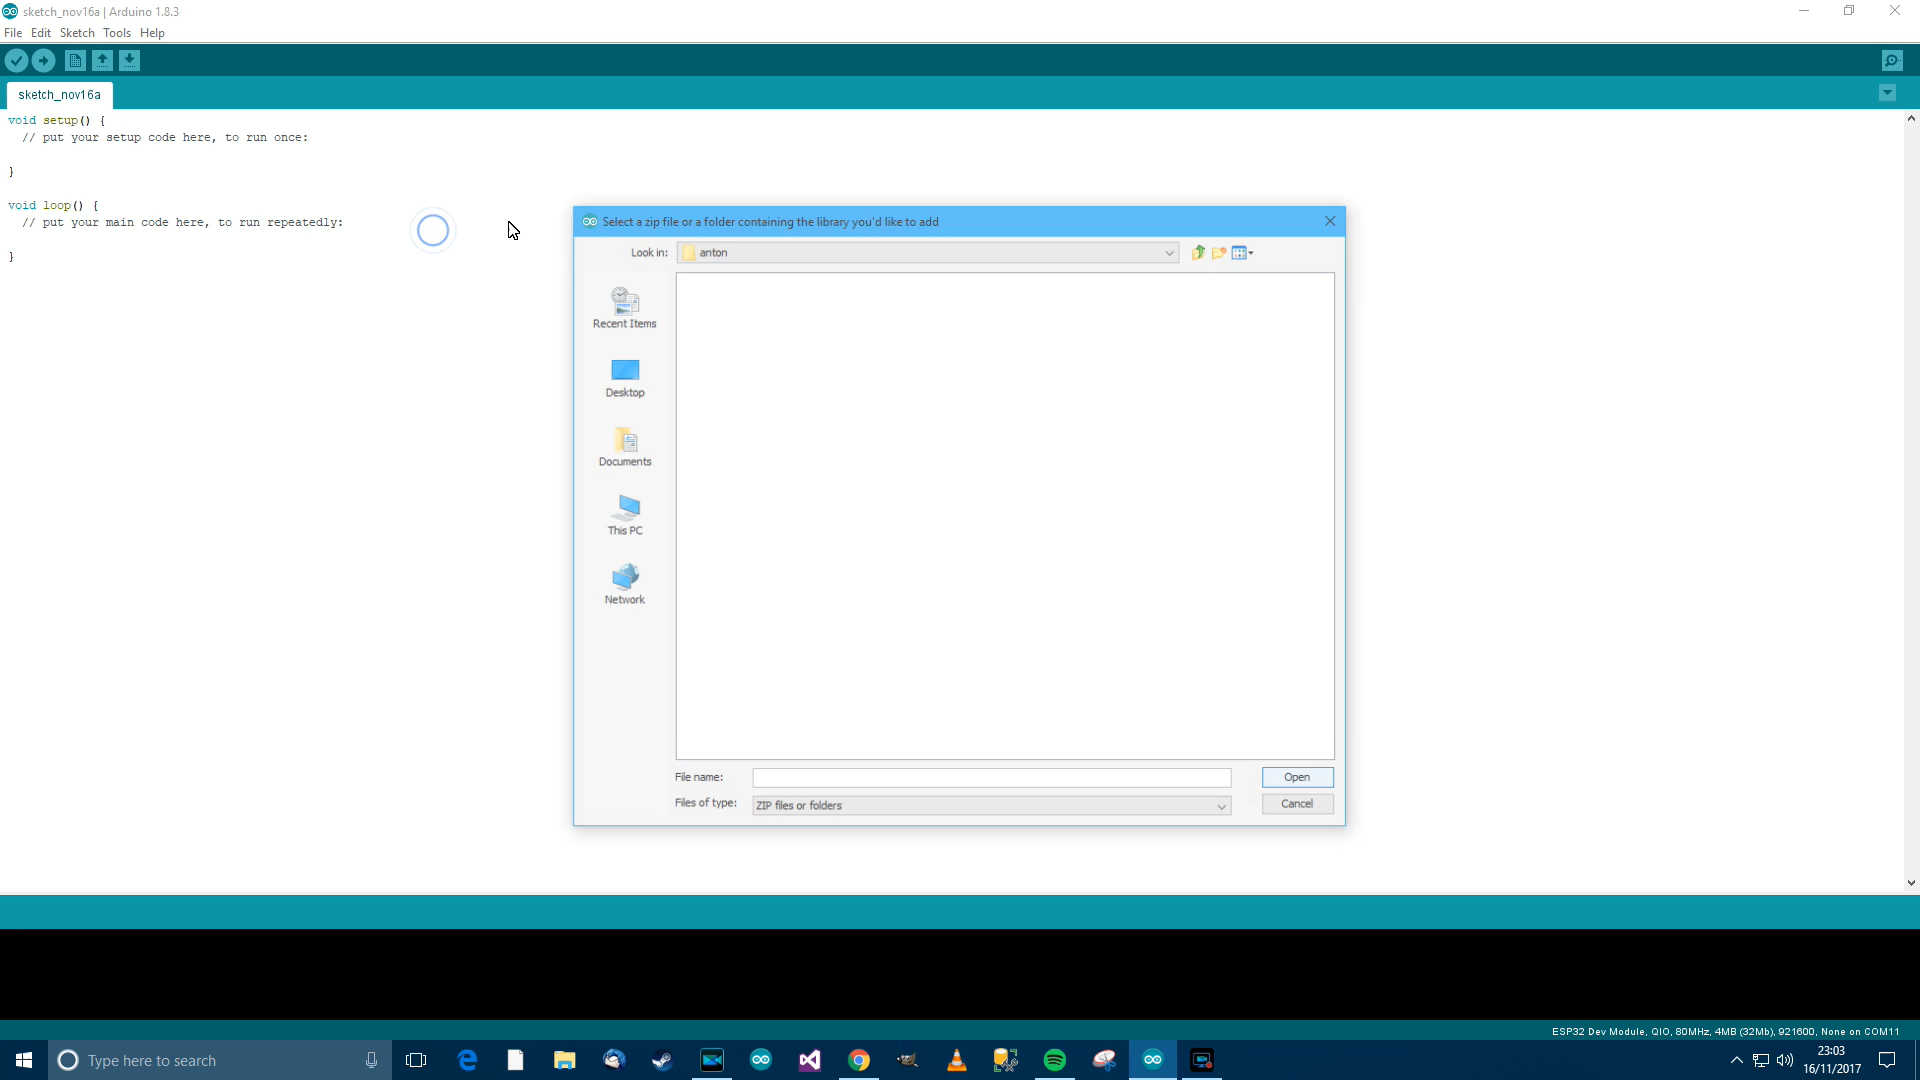 sketch_nov16a | Arduino 1.8.3
File Edit Sketch Tools Help
sketch_nov16a
void setup() {
// put your setup code here, to run once:
}
void loop() {
// put your main code here, to run repeatedly:
}
Select a zip file or a folder containing the library you'd like to add
Look in: anton
Recent Items
Desktop
Documents
This PC
Network
File name:
Open
Files of type: ZIP files or folders
Cancel
ESP32 Dev Module, QIO, 80MHz, 4MB (32Mb), 921600, None on COM11
Type here to search
23:03
16/11/2017